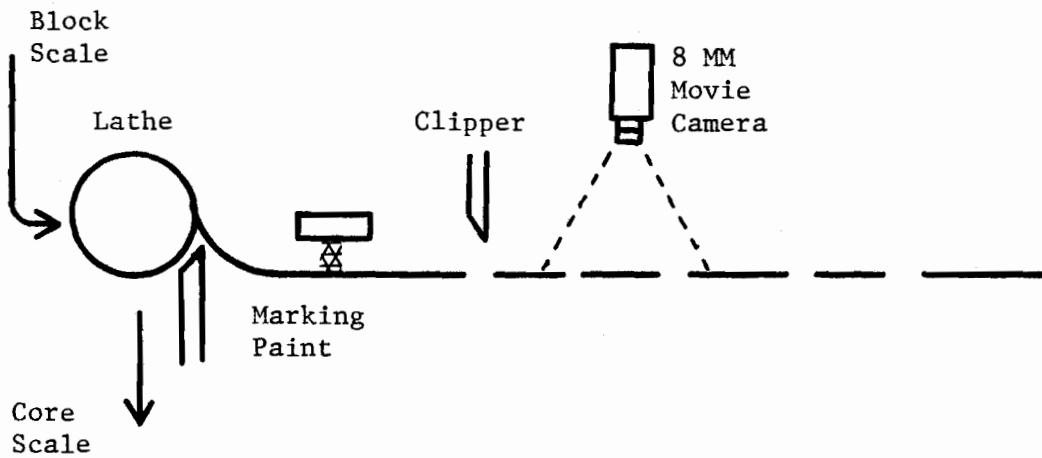 Block
Scale
Lathe
Clipper
8 MM
Movie
Camera
Marking
Paint
Core
Scale